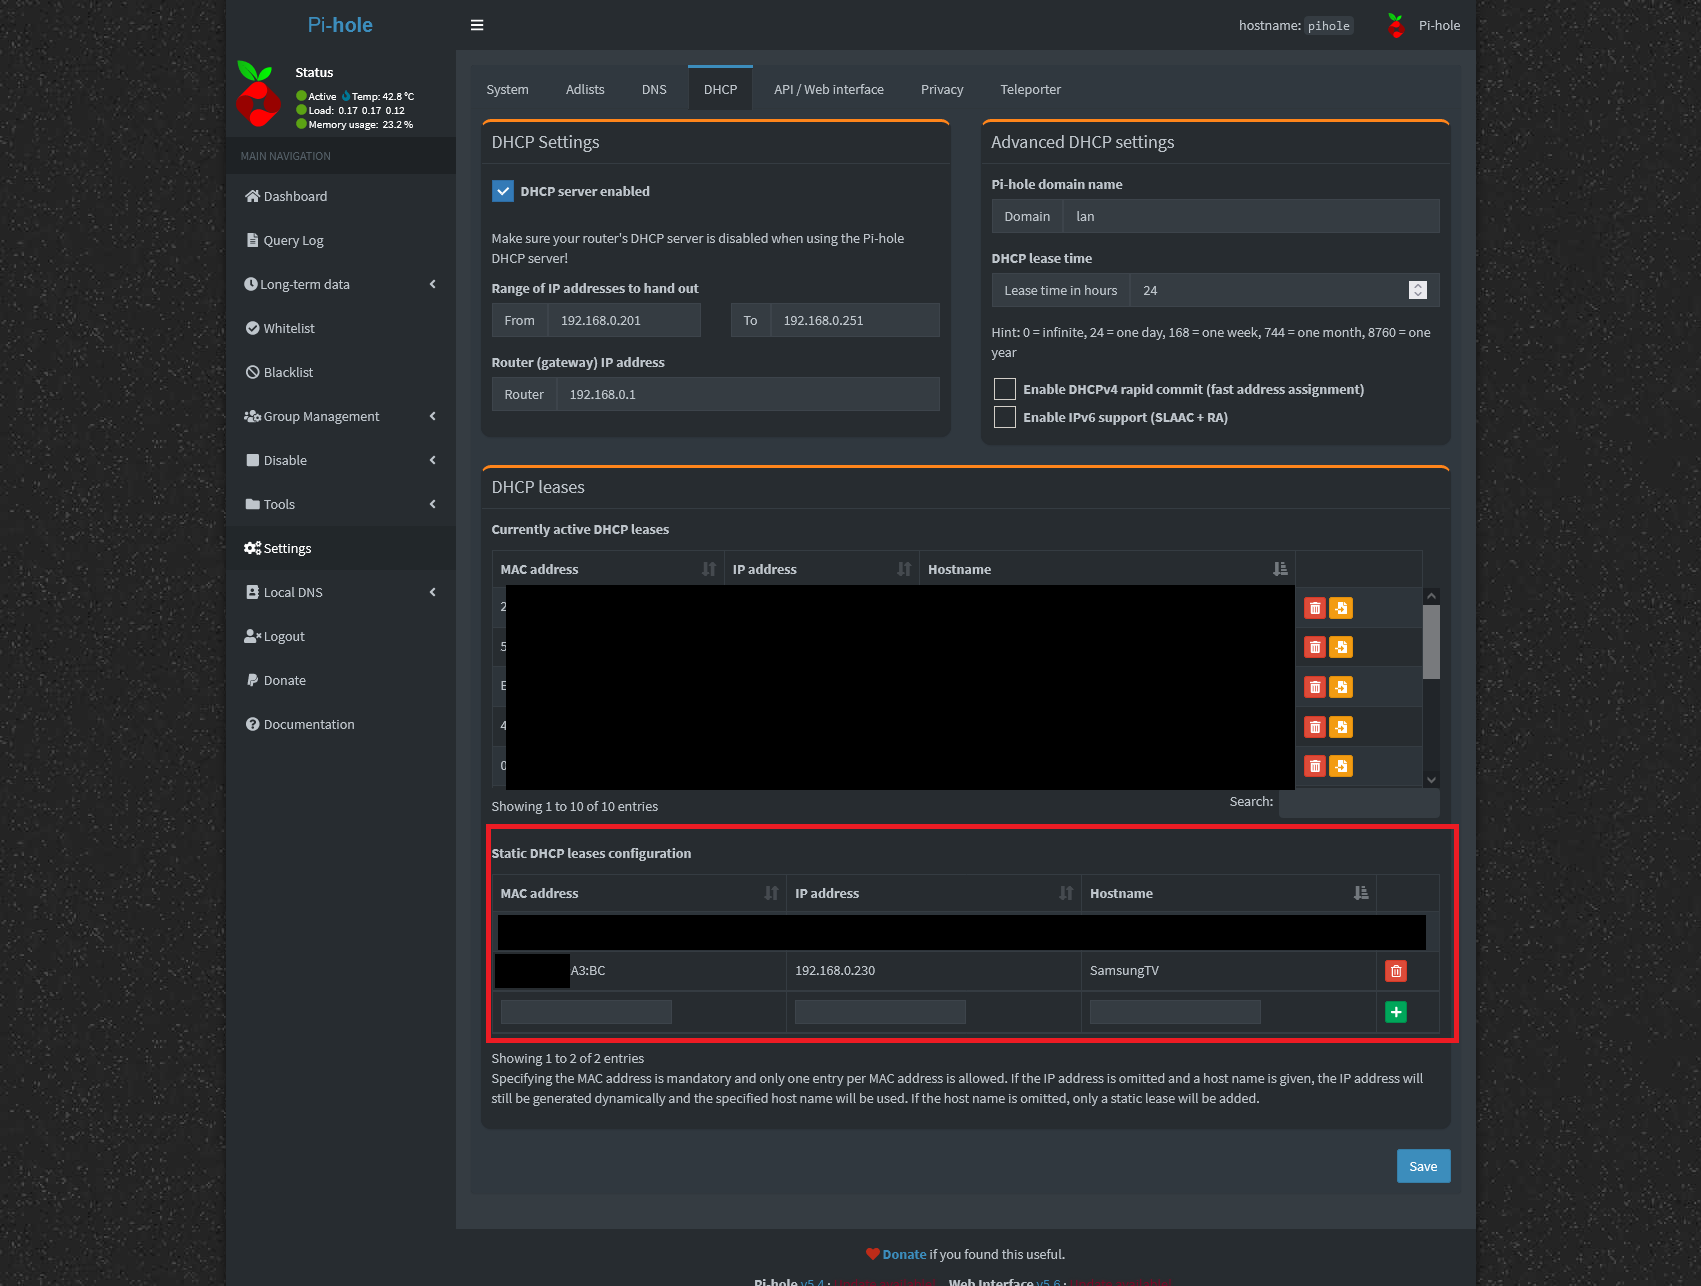 Pi-hole
hostname: pihole
Pi-hole
Status
Active Temp: 42.8 °C
Load: 0.17 0.17 0.12
Memory usage: 23.2 %
MAIN NAVIGATION
Dashboard
Query Log
Long-term data
Whitelist
Blacklist
Group Management
Disable
Tools
Settings
Local DNS
Logout
Donate
Documentation
System Adlists DNS DHCP API / Web interface Privacy Teleporter
DHCP Settings
DHCP server enabled
Make sure your router's DHCP server is disabled when using the Pi-hole
DHCP server!
Range of IP addresses to hand out
From 192.168.0.201 To 192.168.0.251
Router (gateway) IP address
Router 192.168.0.1
Advanced DHCP settings
Pi-hole domain name
Domain lan
DHCP lease time
Lease time in hours 24
Hint: 0 = infinite, 24 = one day, 168 = one week, 744 = one month, 8760 = one
year
Enable DHCPv4 rapid commit (fast address assignment)
Enable IPv6 support (SLAAC + RA)
DHCP leases
Currently active DHCP leases
MAC address IP address Hostname
2
5
4
Showing 1 to 10 of 10 entries
Search:
Static DHCP leases configuration
MAC address IP address Hostname
A3:BC 192.168.0.230 SamsungTV
Showing 1 to 2 of 2 entries
Specifying the MAC address is mandatory and only one entry per MAC address is allowed. If the IP address is omitted and a host name is given, the IP address will
still be generated dynamically and the specified host name will be used. If the host name is omitted, only a static lease will be added.
Save
Donate if you found this useful.
Pi-hole v5.4 · Web Interface v5.6 ·